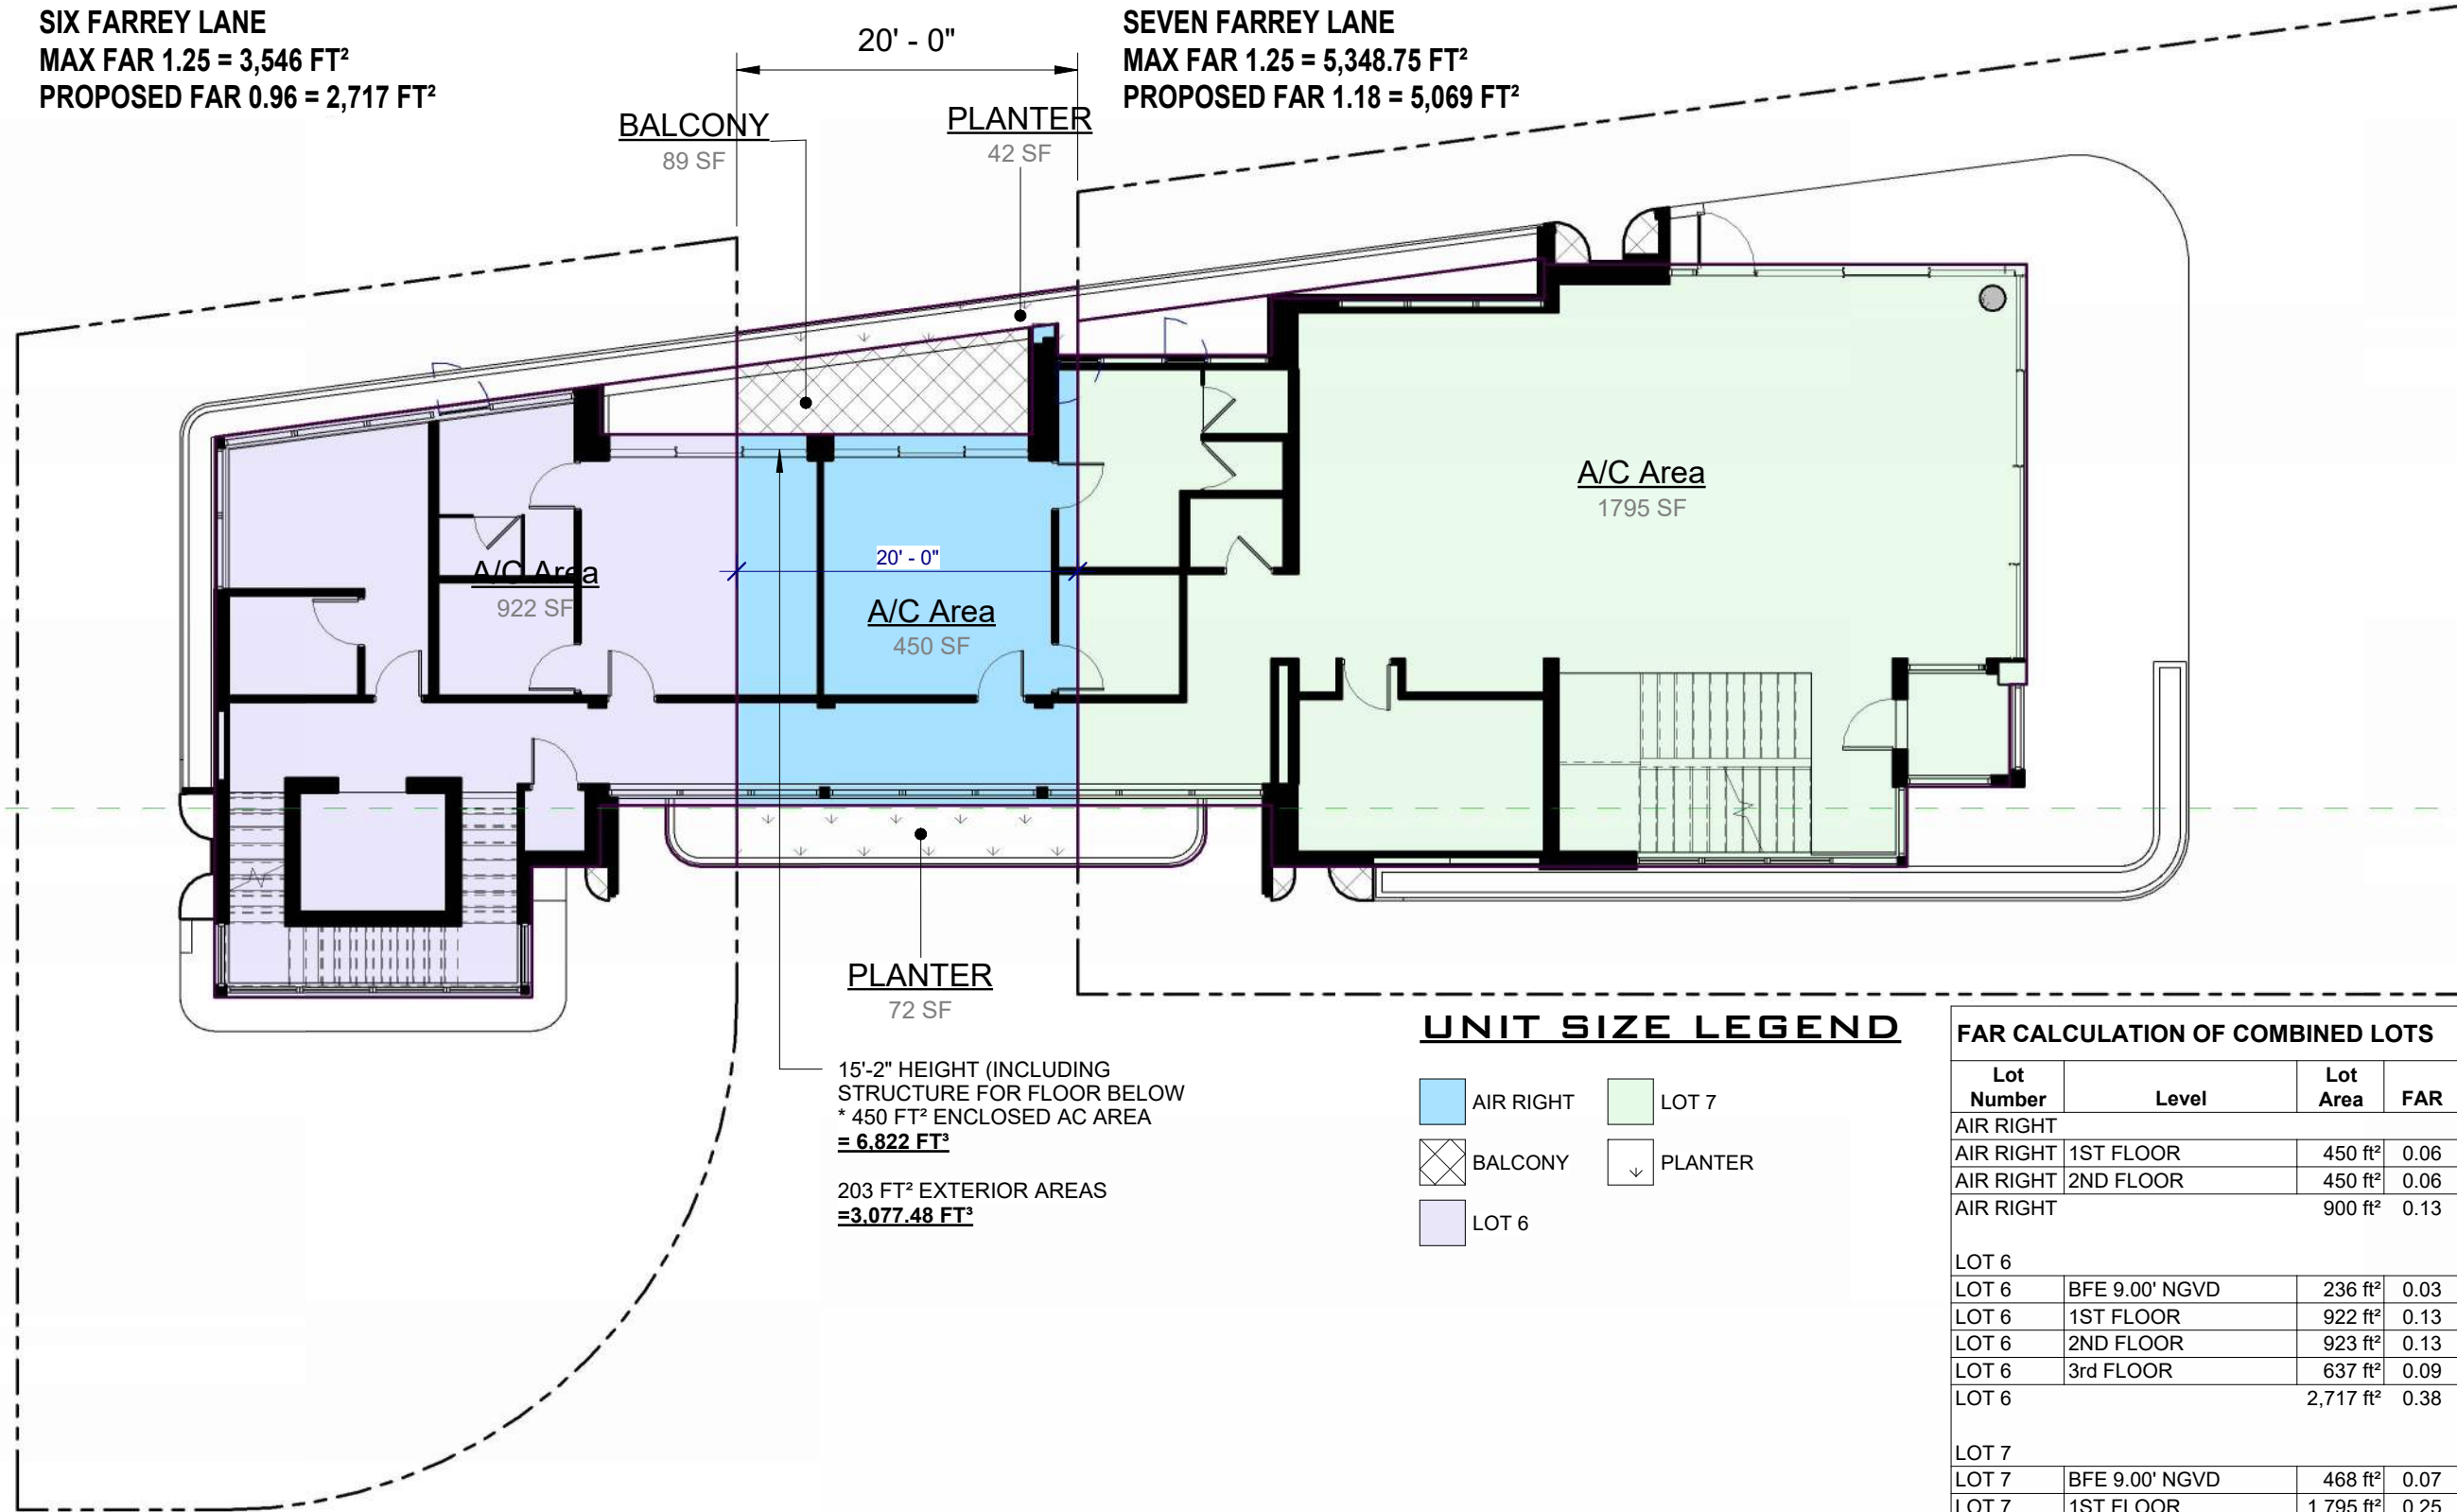 SIX FARREY LANE
MAX FAR 1.25 = 3,546 FT²
PROPOSED FAR 0.96 = 2,717 FT²
20' - 0"
SEVEN FARREY LANE
MAX FAR 1.25 = 5,348.75 FT²
PROPOSED FAR 1.18 = 5,069 FT²
BALCONY
89 SF
PLANTER
42 SF
A/C Area
1795 SF
20' - 0"
A/C Area
922 SF
A/C Area
450 SF
PLANTER
72 SF
15'-2" HEIGHT (INCLUDING
STRUCTURE FOR FLOOR BELOW
* 450 FT² ENCLOSED AC AREA
= 6,822 FT³
203 FT² EXTERIOR AREAS
=3,077.48 FT³
UNIT SIZE LEGEND
AIR RIGHT
LOT 7
BALCONY
PLANTER
LOT 6
FAR CALCULATION OF COMBINED LOTS
Lot Number Level Lot Area FAR
AIR RIGHT
AIR RIGHT 1ST FLOOR 450 ft² 0.06
AIR RIGHT 2ND FLOOR 450 ft² 0.06
AIR RIGHT 900 ft² 0.13
LOT 6
LOT 6 BFE 9.00' NGVD 236 ft² 0.03
LOT 6 1ST FLOOR 922 ft² 0.13
LOT 6 2ND FLOOR 923 ft² 0.13
LOT 6 3rd FLOOR 637 ft² 0.09
LOT 6 2,717 ft² 0.38
LOT 7
LOT 7 BFE 9.00' NGVD 468 ft² 0.07
LOT 7 1ST FLOOR 1,795 ft² 0.25